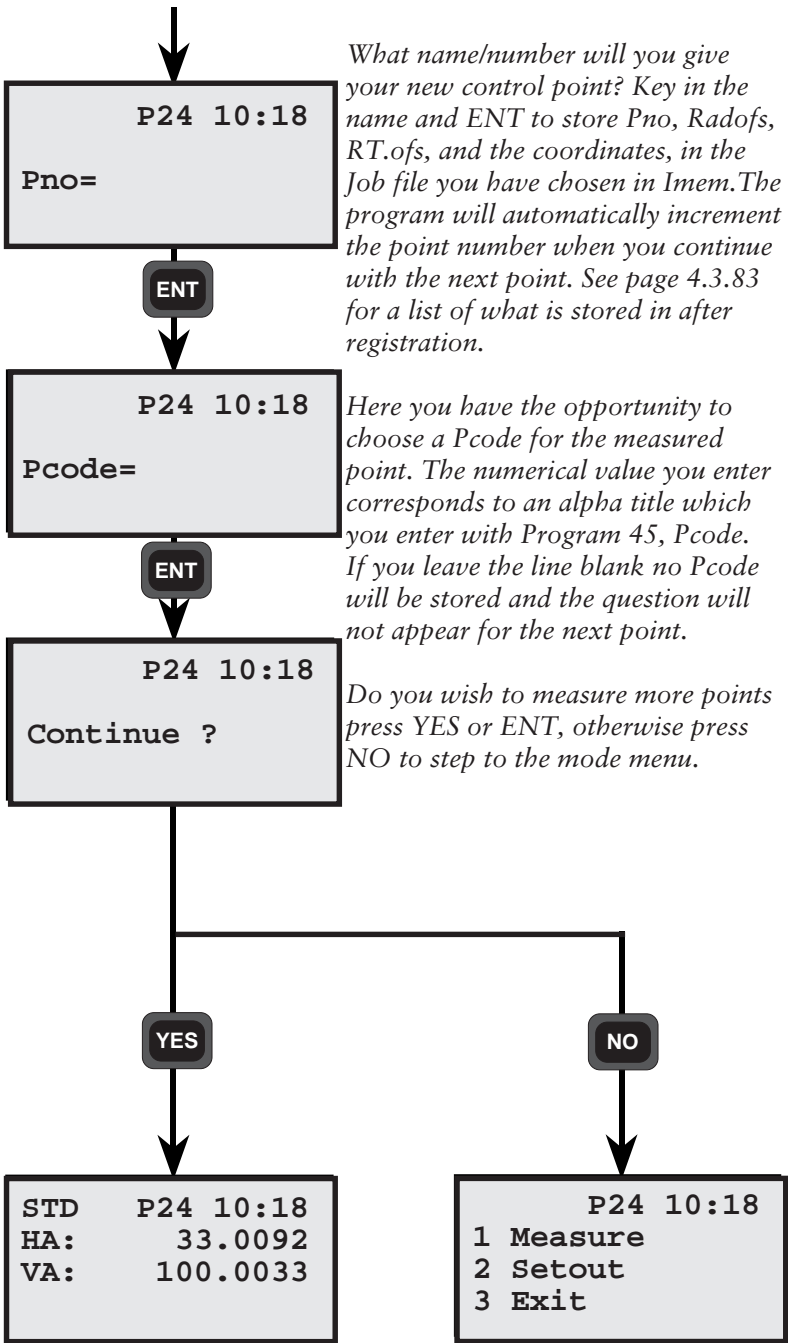 P24 10:18
Pno=
What name/number will you give
your new control point? Key in the
name and ENT to store Pno, Radofs,
RT.ofs, and the coordinates, in the
Job file you have chosen in Imem.The
program will automatically increment
the point number when you continue
with the next point. See page 4.3.83
for a list of what is stored in after
registration.
ENT
P24 10:18
Pcode=
Here you have the opportunity to
choose a Pcode for the measured
point. The numerical value you enter
corresponds to an alpha title which
you enter with Program 45, Pcode.
If you leave the line blank no Pcode
will be stored and the question will
not appear for the next point.
ENT
P24 10:18
Continue ?
Do you wish to measure more points
press YES or ENT, otherwise press
NO to step to the mode menu.
YES
NO
STD P24 10:18
HA: 33.0092
VA: 100.0033
P24 10:18
1 Measure
2 Setout
3 Exit